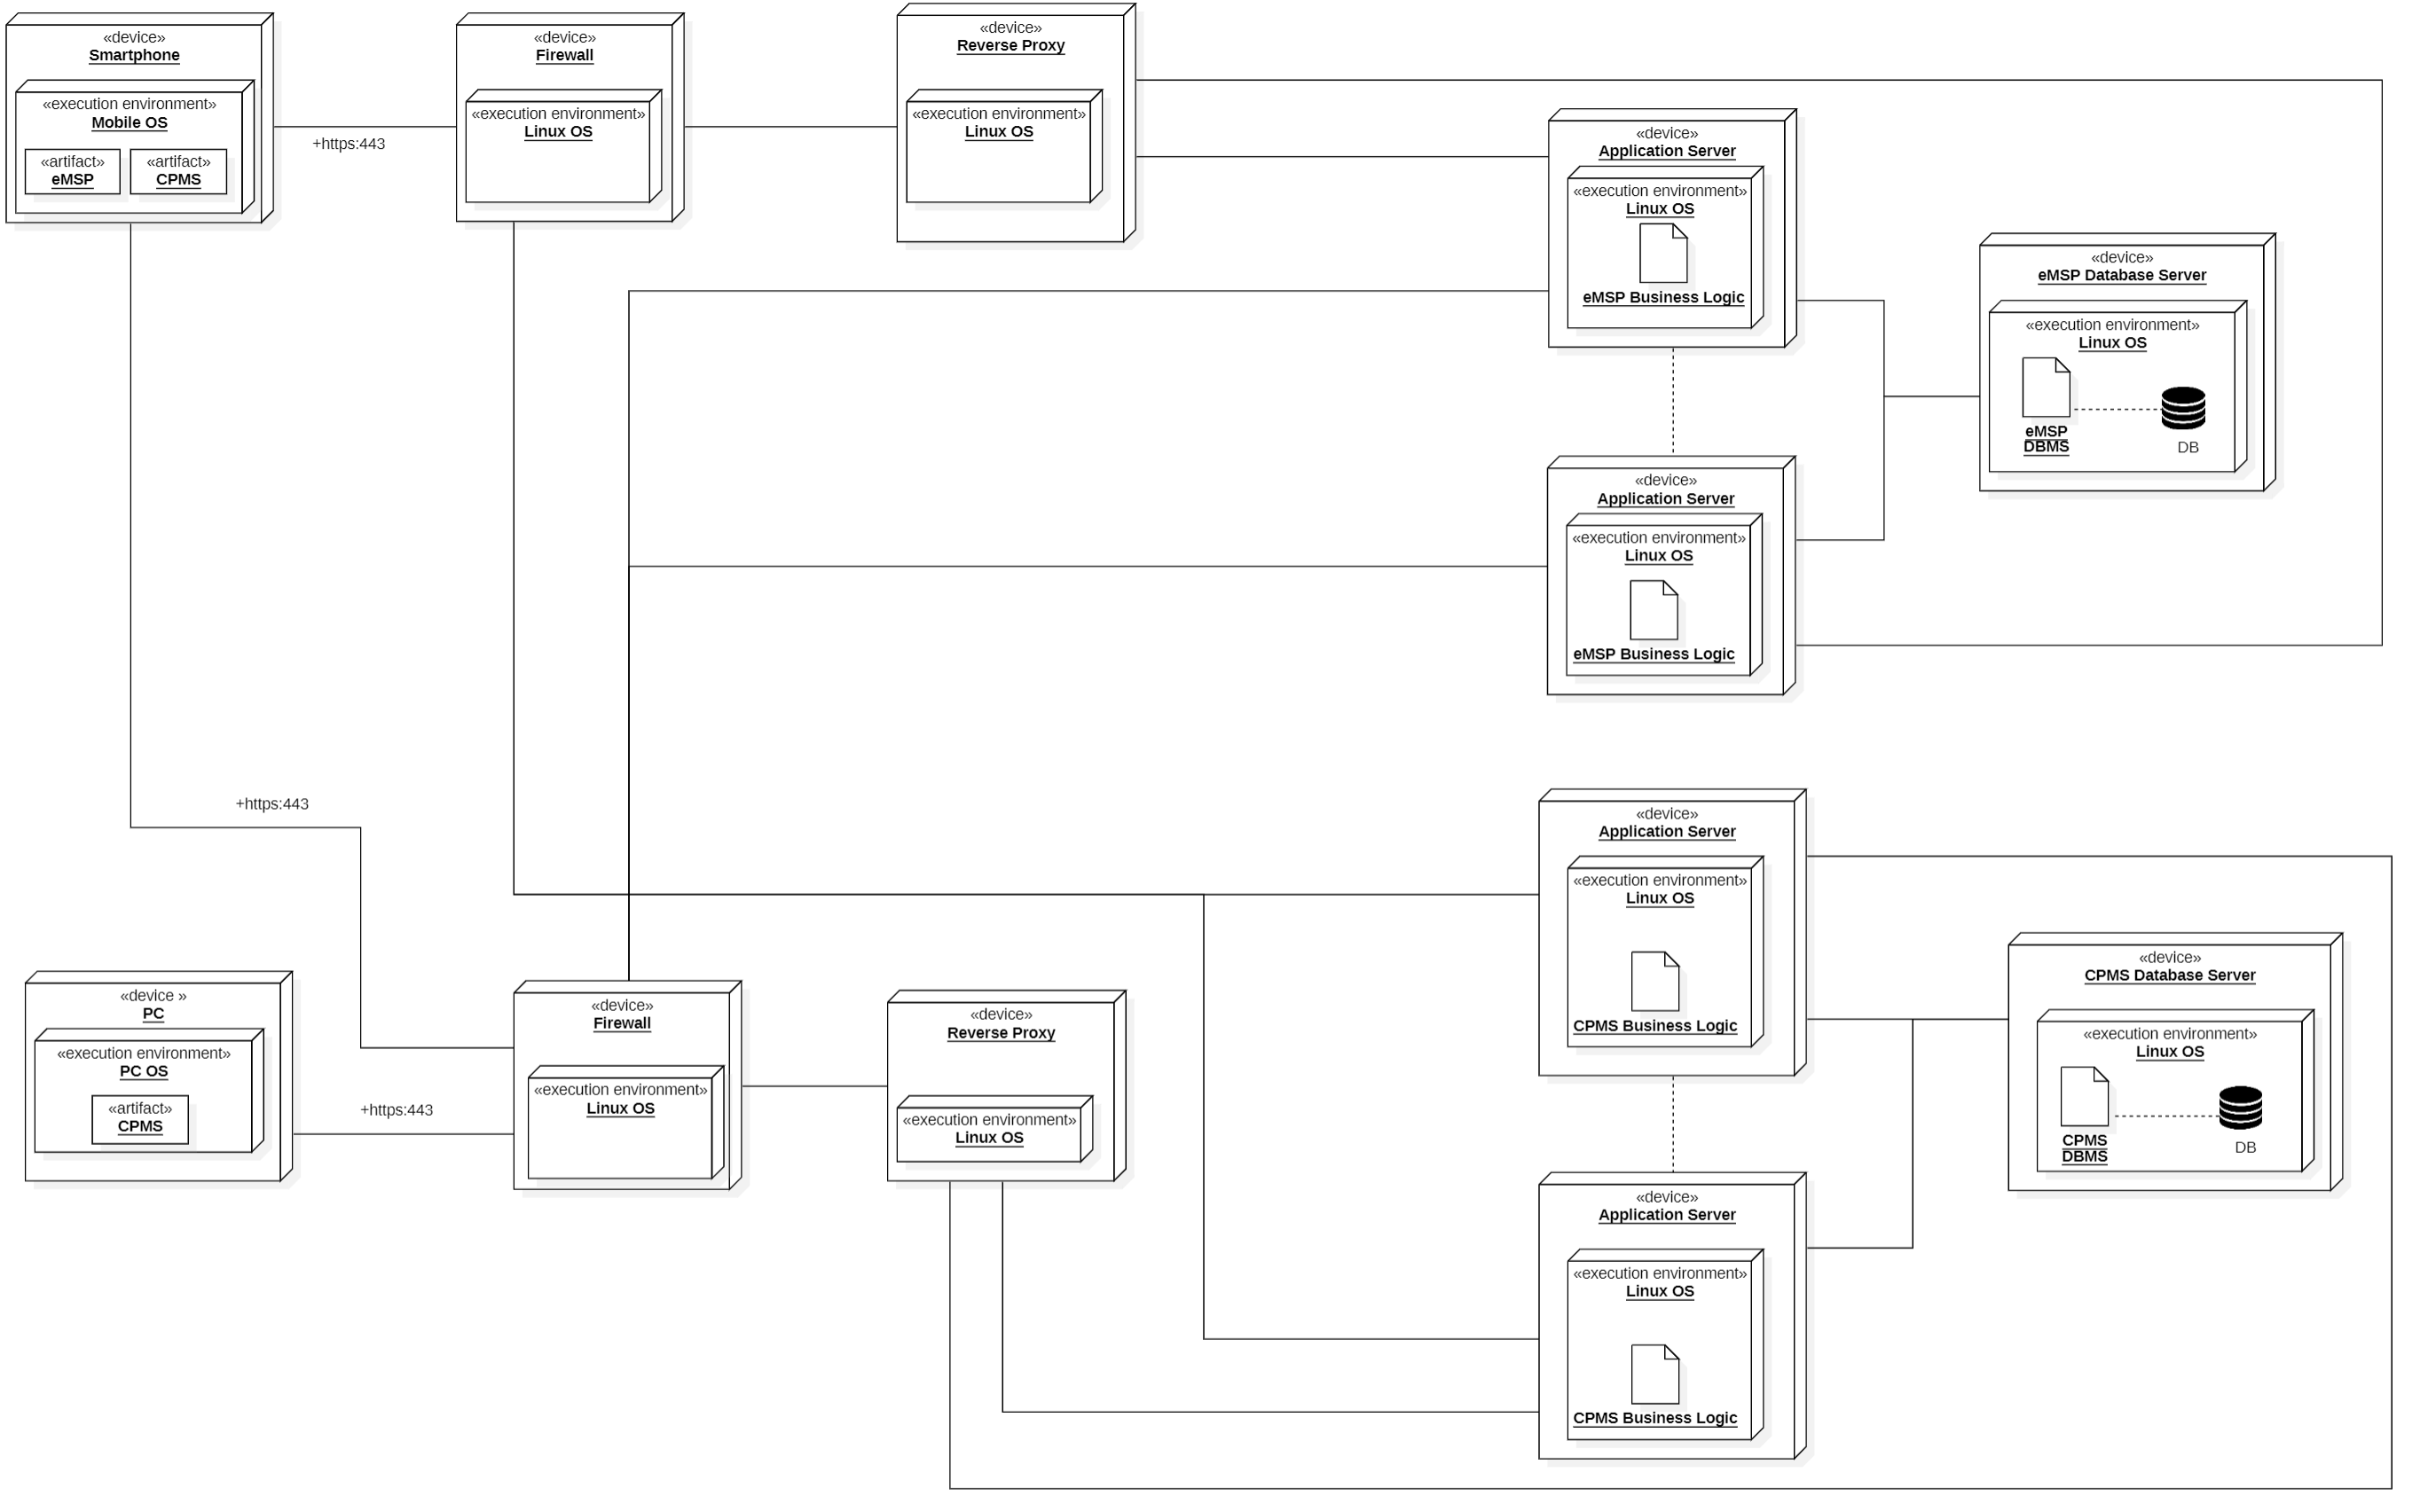 «device»
Smartphone
«execution environment»
Mobile OS
«artifact»
eMSP
«artifact»
CPMS
+https:443
«device»
Firewall
«execution environment»
Linux OS
«device»
Reverse Proxy
«execution environment»
Linux OS
«device»
Application Server
«execution environment»
Linux OS
eMSP Business Logic
«device»
eMSP Database Server
«execution environment»
Linux OS
eMSP
DBMS
DB
«device»
Application Server
«execution environment»
Linux OS
eMSP Business Logic
+https:443
«device »
PC
«execution environment»
PC OS
«artifact»
CPMS
+https:443
«device»
Firewall
«execution environment»
Linux OS
«device»
Reverse Proxy
«execution environment»
Linux OS
«device»
Application Server
«execution environment»
Linux OS
CPMS Business Logic
«device»
CPMS Database Server
«execution environment»
Linux OS
CPMS
DBMS
DB
«device»
Application Server
«execution environment»
Linux OS
CPMS Business Logic